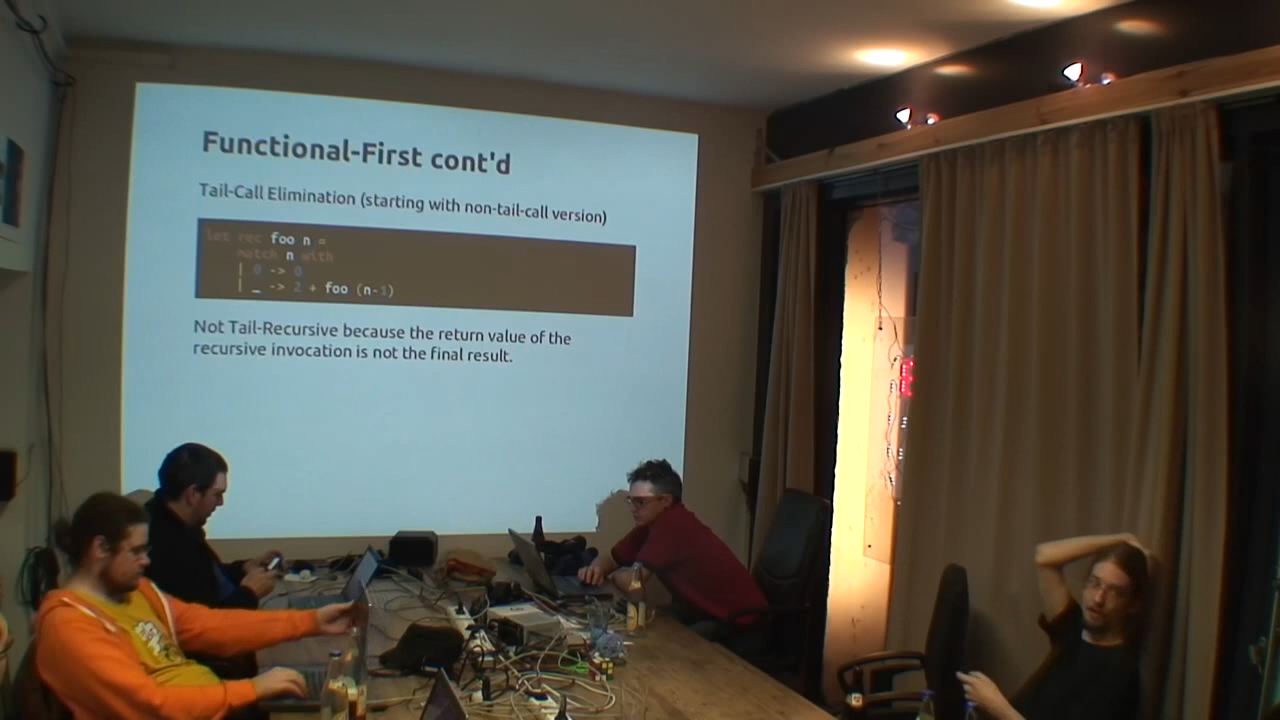 Functional-First cont'd
Tail-Call Elimination (starting with non-tail-call version)
let rec foo n =
match n with
| 0 -> 0
| _ -> 2 + foo (n-1)
Not Tail-Recursive because the return value of the
recursive invocation is not the final result.